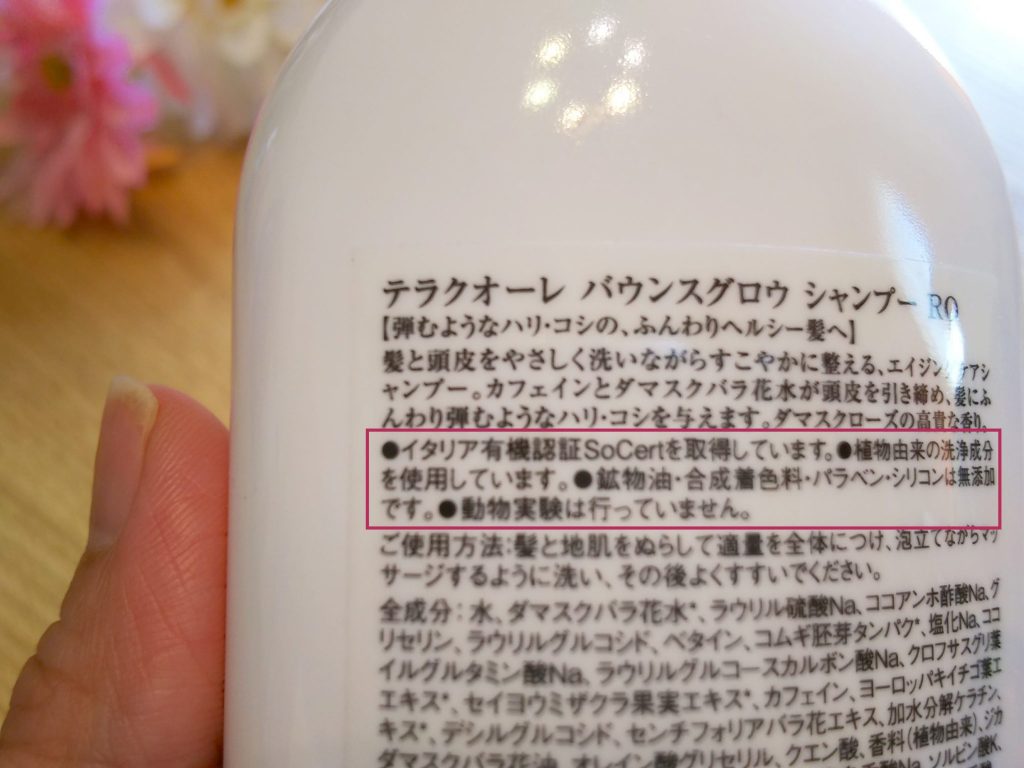 テラクオーレ バウンスグロウ シャンプー RO
【弾むようなハリ・コシの、ふんわりヘルシー髪へ】
髪と頭皮をやさしく洗いながらすこやかに整える、エイジングケアシ
ャンプー。カフェインとダマスクバラ花水が頭皮を引き締め、髪にふ
んわり弾むようなハリ・コシを与えます。ダマスクローズの高貴な香り。
●イタリア有機認証SoCertを取得しています。●植物由来の洗浄成分
を使用しています。●鉱物油・合成着色料・パラベン・シリコンは無添加
です。●動物実験は行っていません。
ご使用方法：髪と地肌をぬらして適量を全体につけ、泡立てながらマッ
サージするように洗い、その後よくすすいでください。
全成分：水、ダマスクバラ花水*、ラウリル硫酸Na、ココアンホ酢酸Na、グ
リセリン、ラウリルグルコシド、ベタイン、コムギ胚芽タンパク*、塩化Na、ココ
イルグルタミン酸Na、ラウリルグルコースカルボン酸Na、クロフサスグリ葉
エキス*、セイヨウミザクラ果実エキス*、カフェイン、ヨーロッパキイチゴ葉エ
キス*、デシルグルコシド、センチフォリアバラ花エキス、加水分解ケラチン、
ダマスクバラ花油、オレイン酸グリセリル、クエン酸、香料（植物由来）、ジカ
ソルビン酸K、